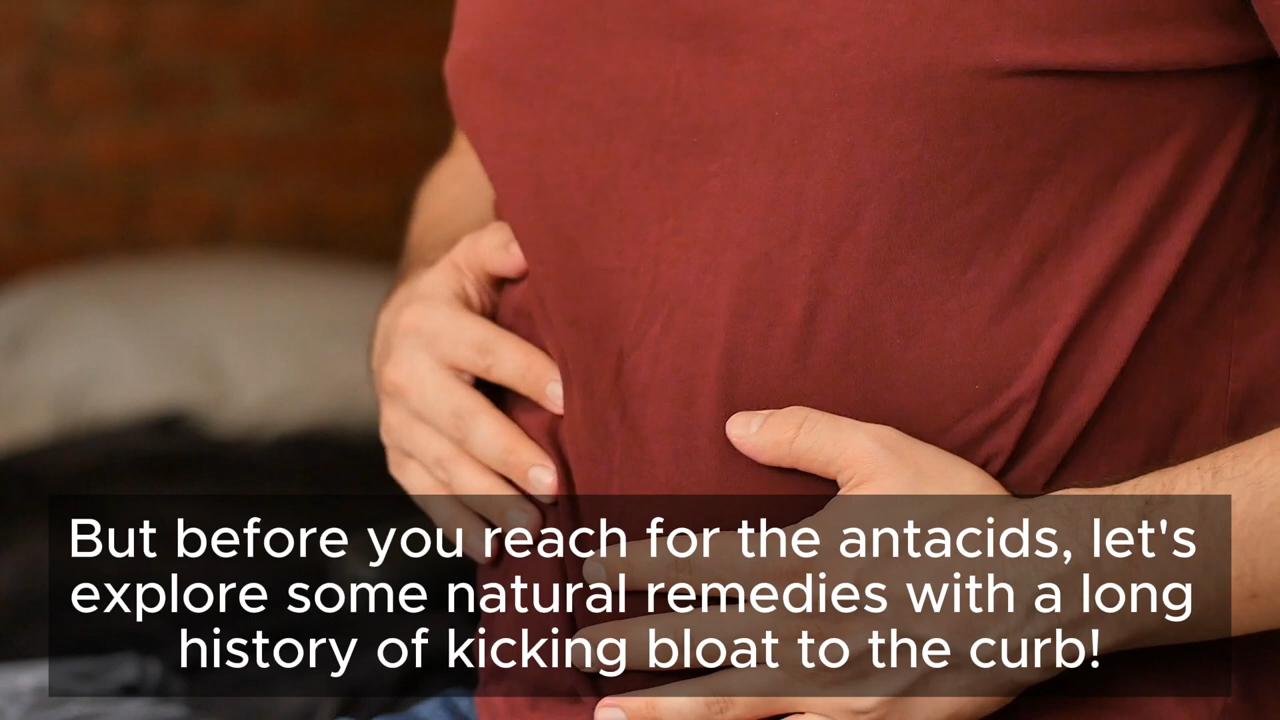 But before you reach for the antacids, let's
explore some natural remedies with a long
history of kicking bloat to the curb!